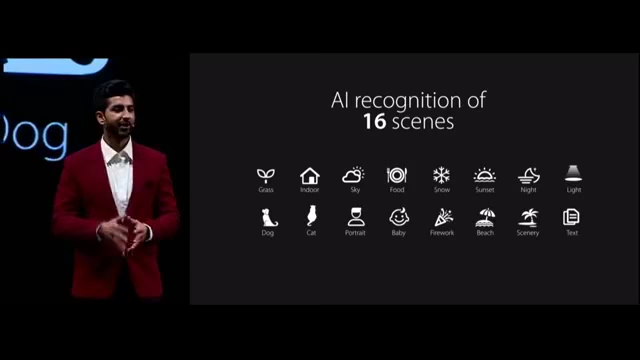 Dog
AI recognition of
16 scenes
Grass Indoor Sky Food Snow Sunset Night Light
Dog Cat Portrait Baby Firework Beach Scenery Text